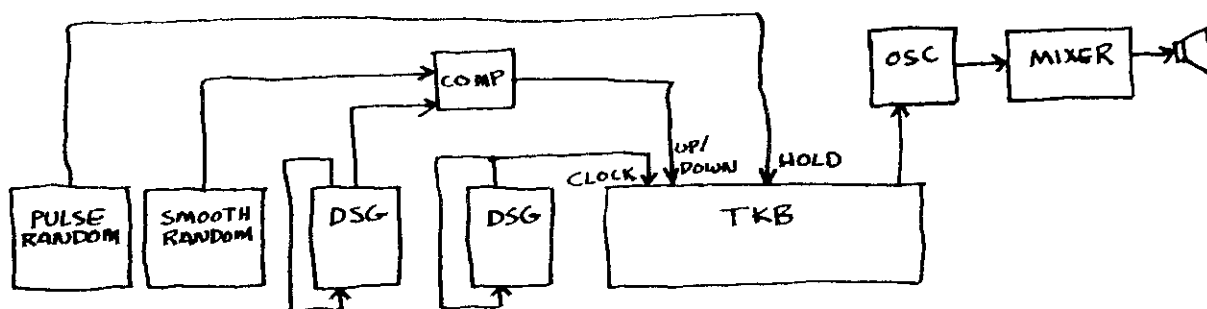 COMP
OSC
MIXER
UP/
DOWN
HOLD
CLOCK
PULSE
RANDOM
SMOOTH
RANDOM
DSG
DSG
TKB